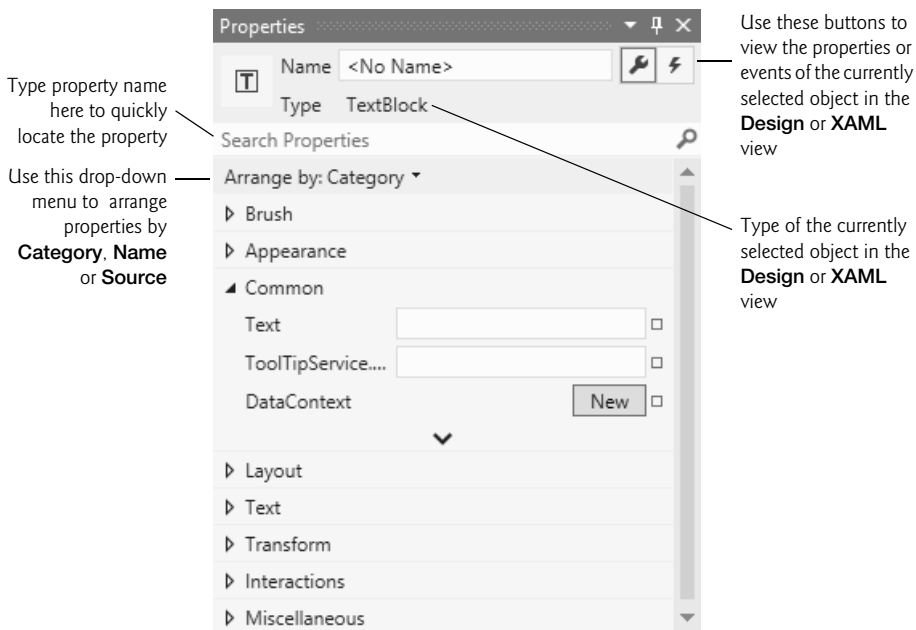 Properties
Name <No Name>
Type TextBlock
Search Properties
Arrange by: Category
Brush
Appearance
Common
Text
ToolTipService....
DataContext New
Layout
Text
Transform
Interactions
Miscellaneous
Type property name
here to quickly
locate the property
Use this drop-down
menu to arrange
properties by
Category, Name
or Source
Use these buttons to
view the properties or
events of the currently
selected object in the
Design or XAML
view
Type of the currently
selected object in the
Design or XAML
view